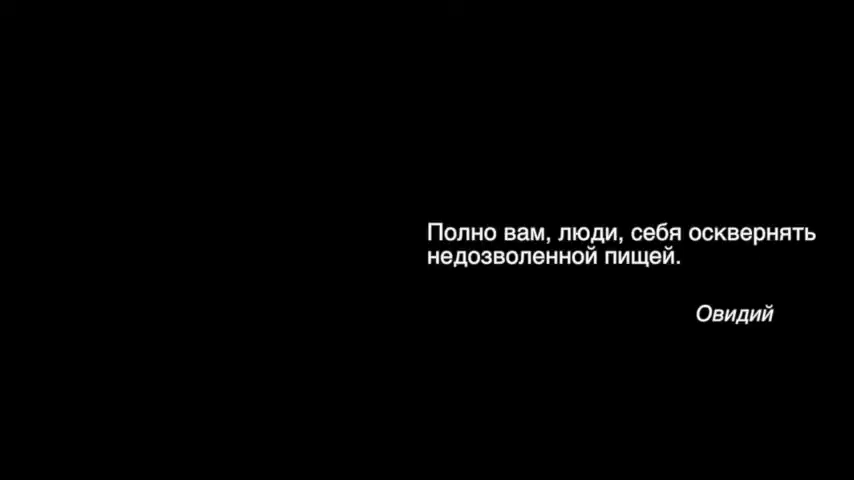 Полно вам, люди, себя осквернять
недозволенной пищей.
Овидий